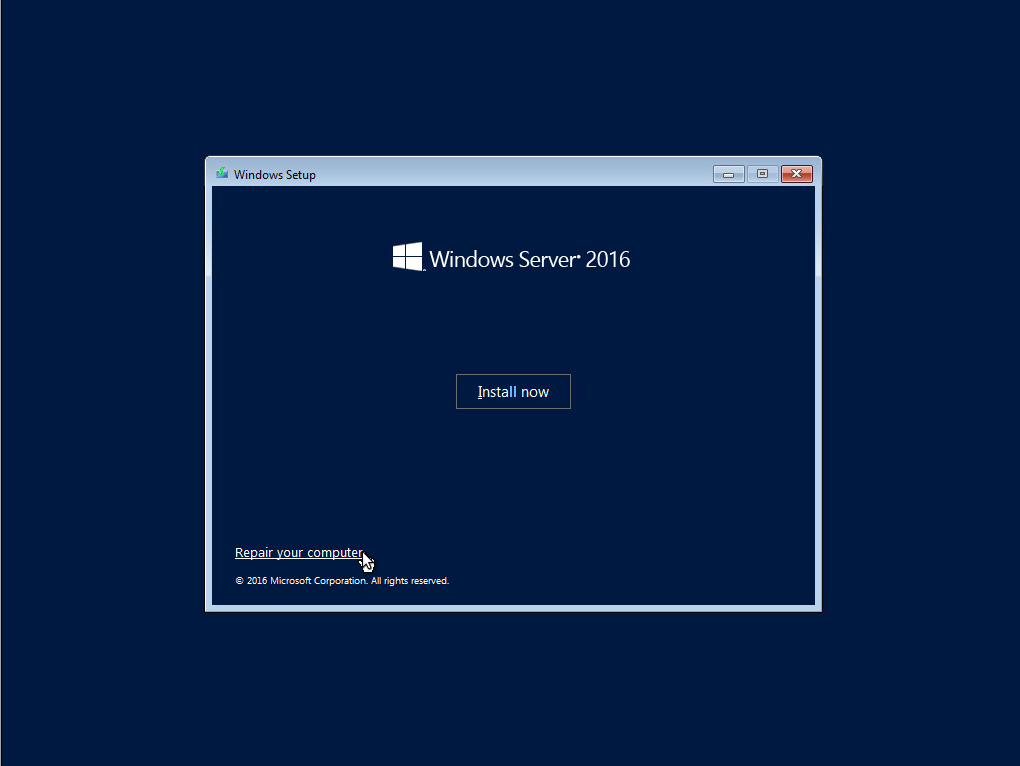 Windows Setup
Windows Server® 2016
Install now
Repair your computer
© 2016 Microsoft Corporation. All rights reserved.